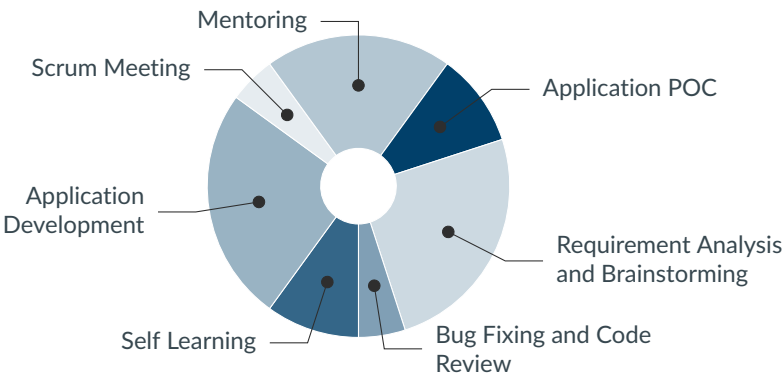 Mentoring
Scrum Meeting
Application POC
Application
Development
Requirement Analysis
and Brainstorming
Self Learning
Bug Fixing and Code
Review